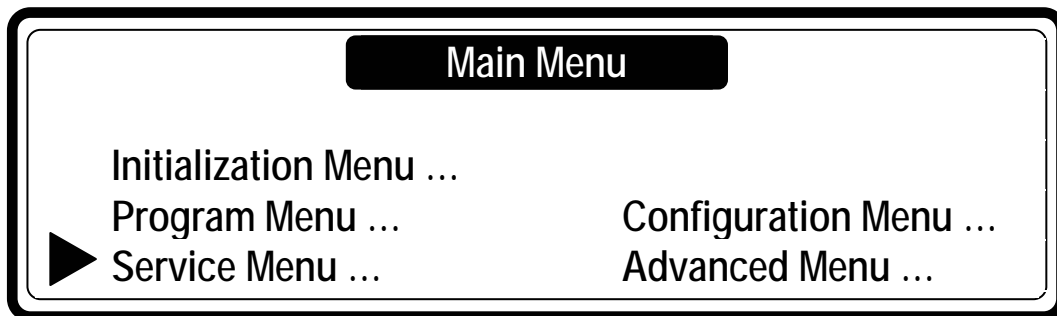 Main Menu
Initialization Menu …
Program Menu …
Configuration Menu …
Service Menu …
Advanced Menu …